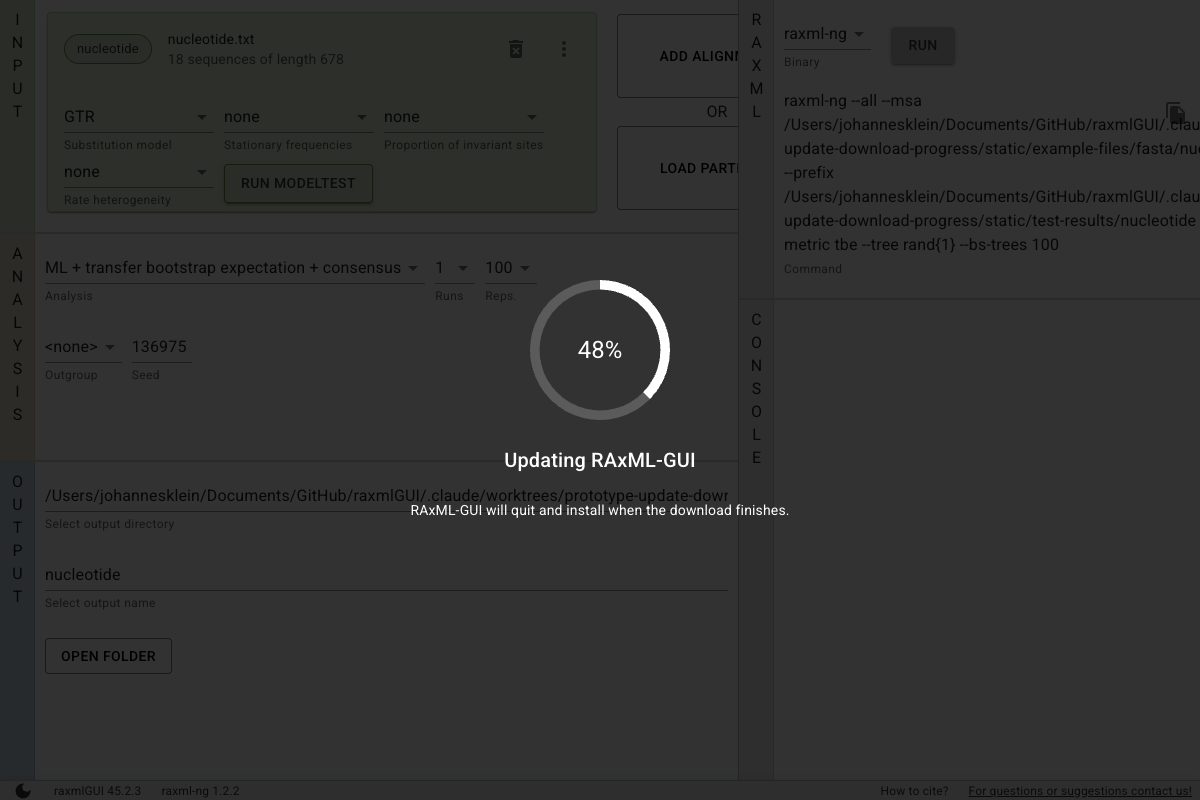 INPUT
nucleotide
nucleotide.txt
18 sequences of length 678
GTR
none
none
Substitution model
Stationary frequencies
Proportion of invariant sites
none
RUN MODELTEST
Rate heterogeneity
OR
ANALYSIS
ML + transfer bootstrap expectation + consensus
1
100
Analysis
Runs
Reps.
<none>
136975
Outgroup
Seed
OUTPUT
/Users/johannesklein/Documents/GitHub/raxmlGUI/.claude/worktrees/prototype-update-dowr
Select output directory
nucleotide
Select output name
OPEN FOLDER
RAXML
raxml-ng
RUN
Binary
raxml-ng --all --msa
/Users/johannesklein/Documents/GitHub/raxmlGUI/.clau
update-download-progress/static/example-files/fasta/nuc
--prefix
/Users/johannesklein/Documents/GitHub/raxmlGUI/.clau
update-download-progress/static/test-results/nucleotide
metric tbe --tree rand{1} --bs-trees 100
Command
CONSOLE
48%
Updating RAxML-GUI
RAxML-GUI will quit and install when the download finishes.
raxmlGUI 45.2.3
raxml-ng 1.2.2
How to cite?
For questions or suggestions contact us!